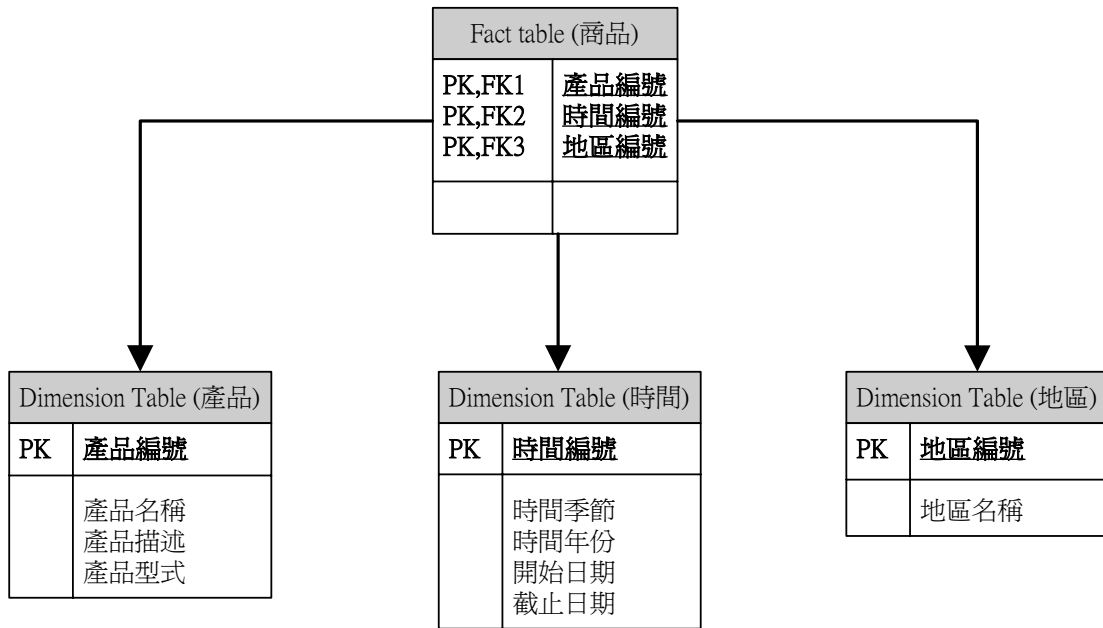 Fact table (商品)
PK,FK1 產品編號
PK,FK2 時間編號
PK,FK3 地區編號
Dimension Table (產品)
PK 產品編號
產品名稱
產品描述
產品型式
Dimension Table (時間)
PK 時間編號
時間季節
時間年份
開始日期
截止日期
Dimension Table (地區)
PK 地區編號
地區名稱